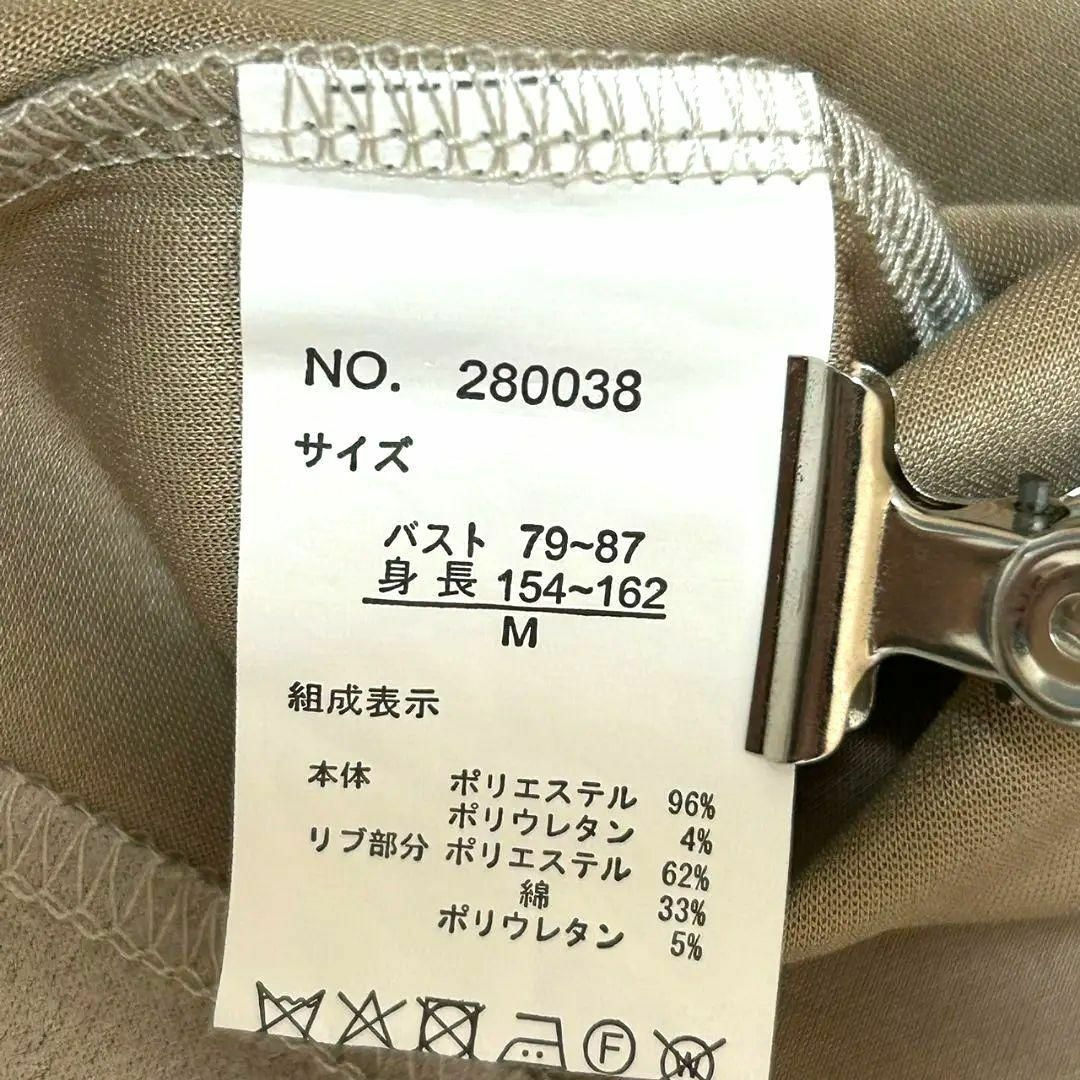 NO. 280038
サイズ
バスト 79~87
身長 154~162
M
組成表示
本体 ポリエステル 96%
ポリウレタン 4%
リブ部分 ポリエステル 62%
綿 33%
ポリウレタン 5%
F
W